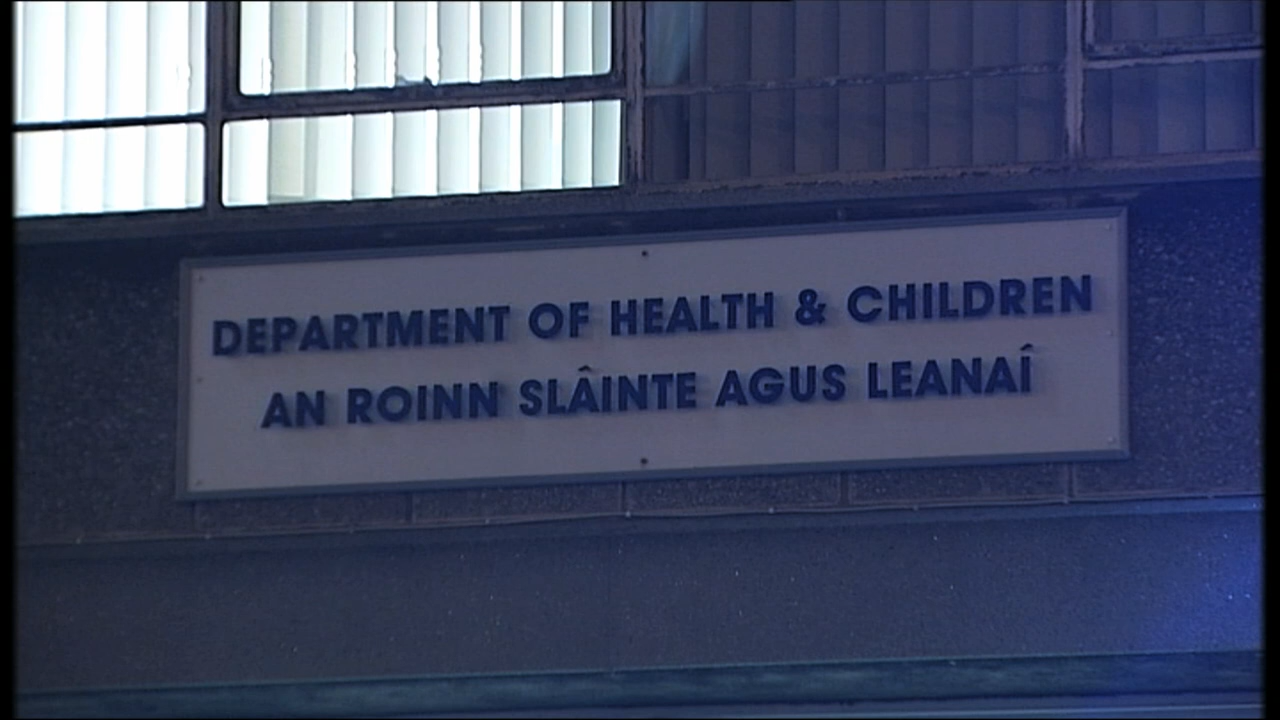 DEPARTMENT OF HEALTH & CHILDREN
AN ROINN SLÂINTE AGUS LEANAÍ